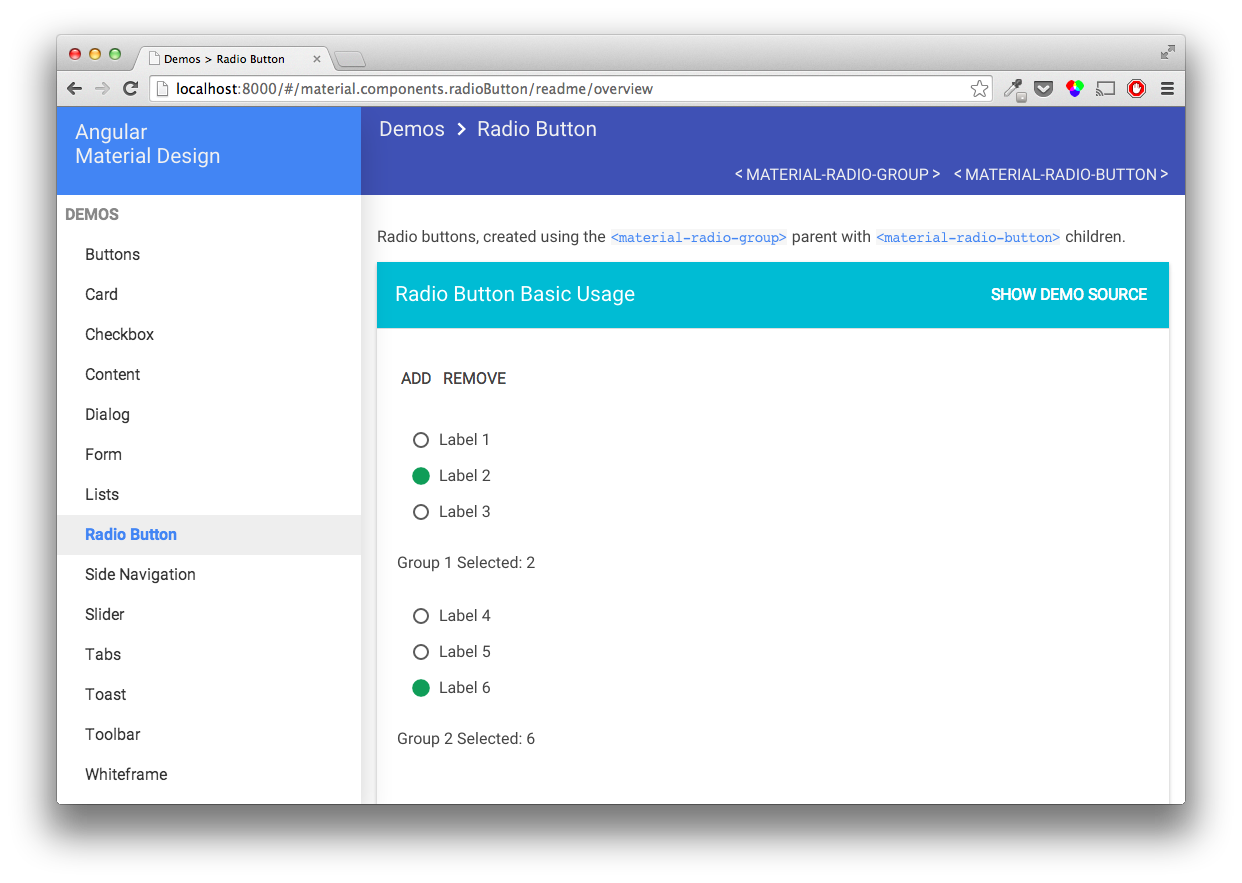 Demos > Radio Button
localhost:8000/#/material.components.radioButton/readme/overview
Angular
Material Design
Demos > Radio Button
< MATERIAL-RADIO-GROUP > < MATERIAL-RADIO-BUTTON >
DEMOS
Buttons
Card
Checkbox
Content
Dialog
Form
Lists
Radio Button
Side Navigation
Slider
Tabs
Toast
Toolbar
Whiteframe
Radio buttons, created using the <material-radio-group> parent with <material-radio-button> children.
Radio Button Basic Usage
SHOW DEMO SOURCE
ADD REMOVE
Label 1
Label 2
Label 3
Group 1 Selected: 2
Label 4
Label 5
Label 6
Group 2 Selected: 6